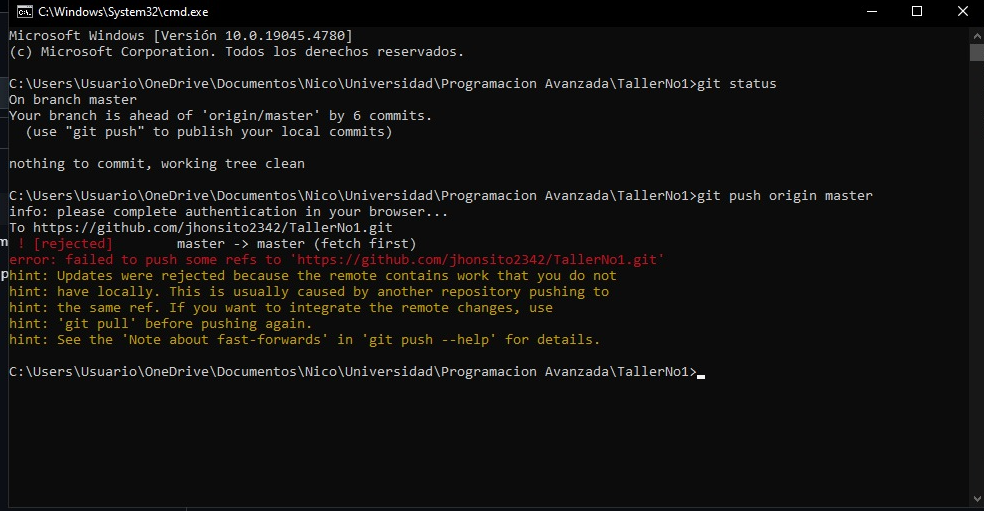 C:\Windows\System32\cmd.exe
Microsoft Windows [Versión 10.0.19045.4780]
(c) Microsoft Corporation. Todos los derechos reservados.
C:\Users\Usuario\OneDrive\Documentos\Nico\Universidad\Programacion Avanzada\TallerNo1>git status
On branch master
Your branch is ahead of 'origin/master' by 6 commits.
  (use "git push" to publish your local commits)
nothing to commit, working tree clean
C:\Users\Usuario\OneDrive\Documentos\Nico\Universidad\Programacion Avanzada\TallerNo1>git push origin master
info: please complete authentication in your browser...
To https://github.com/jhonsito2342/TallerNo1.git
 ! [rejected]        master -> master (fetch first)
error: failed to push some refs to 'https://github.com/jhonsito2342/TallerNo1.git'
hint: Updates were rejected because the remote contains work that you do not
hint: have locally. This is usually caused by another repository pushing to
hint: the same ref. If you want to integrate the remote changes, use
hint: 'git pull' before pushing again.
hint: See the 'Note about fast-forwards' in 'git push --help' for details.
C:\Users\Usuario\OneDrive\Documentos\Nico\Universidad\Programacion Avanzada\TallerNo1>